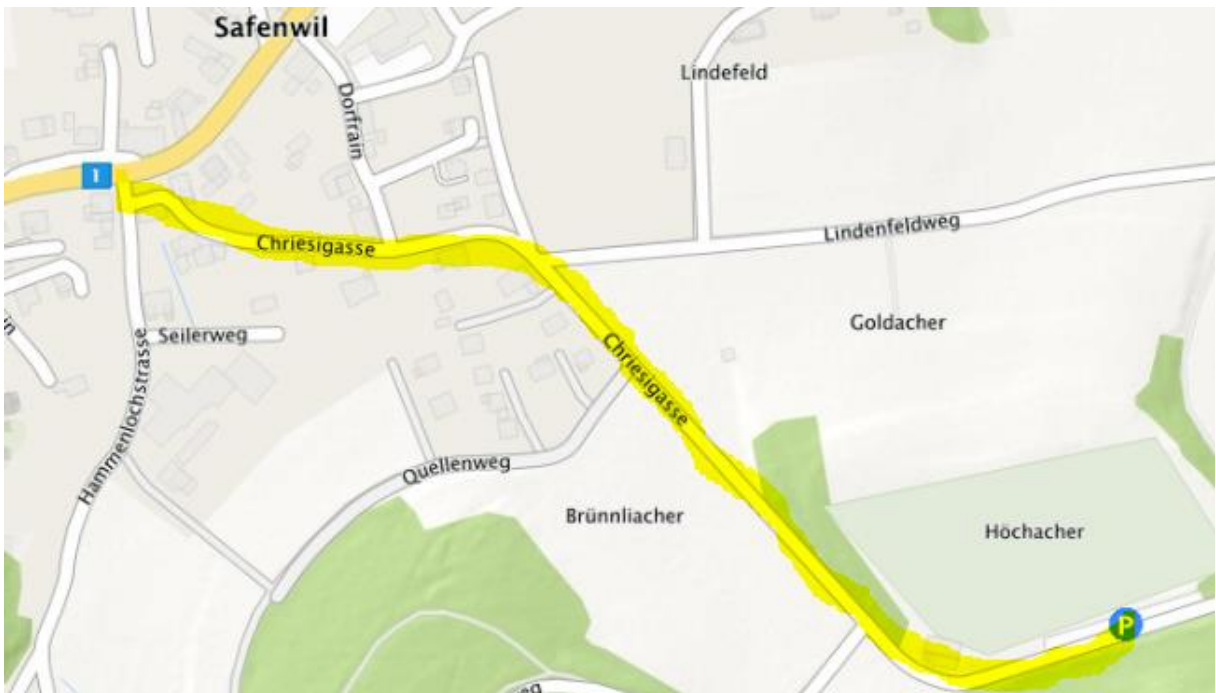 Safenwil
Lindefeld
Dorfrain
1
Lindenfeldweg
Chriesigasse
Goldacher
Seilerweg
Chriesigasse
Hammenlochstrasse
Quellenweg
Brünnliacher
Höchacher
P